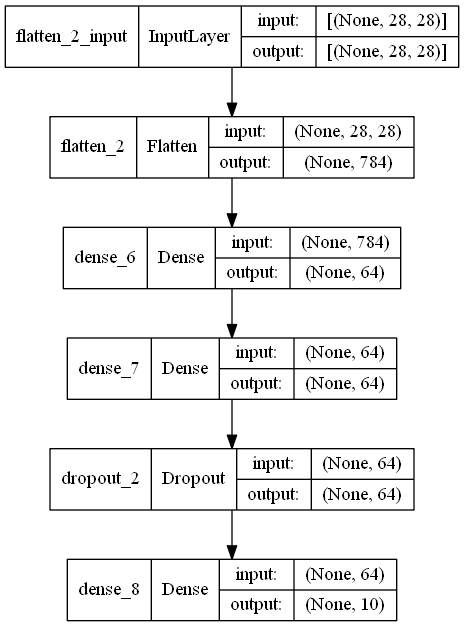 flatten_2_input InputLayer input: [(None, 28, 28)]
output: [(None, 28, 28)]
flatten_2 Flatten input: (None, 28, 28)
output: (None, 784)
dense_6 Dense input: (None, 784)
output: (None, 64)
dense_7 Dense input: (None, 64)
output: (None, 64)
dropout_2 Dropout input: (None, 64)
output: (None, 64)
dense_8 Dense input: (None, 64)
output: (None, 10)